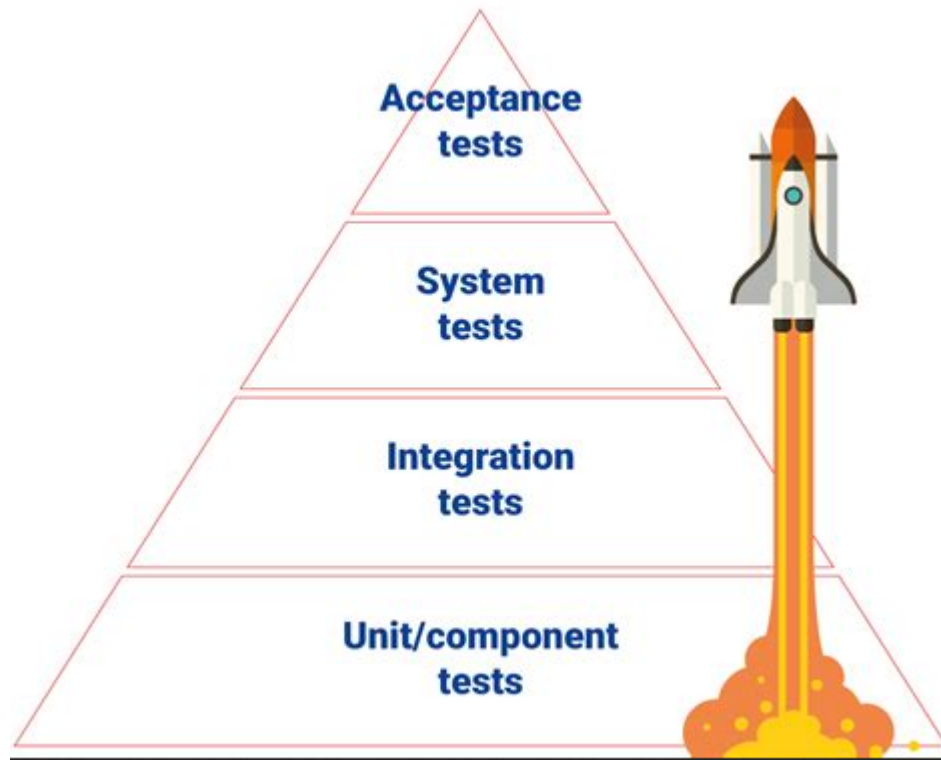 Acceptance
tests
System
tests
Integration
tests
Unit/component
tests